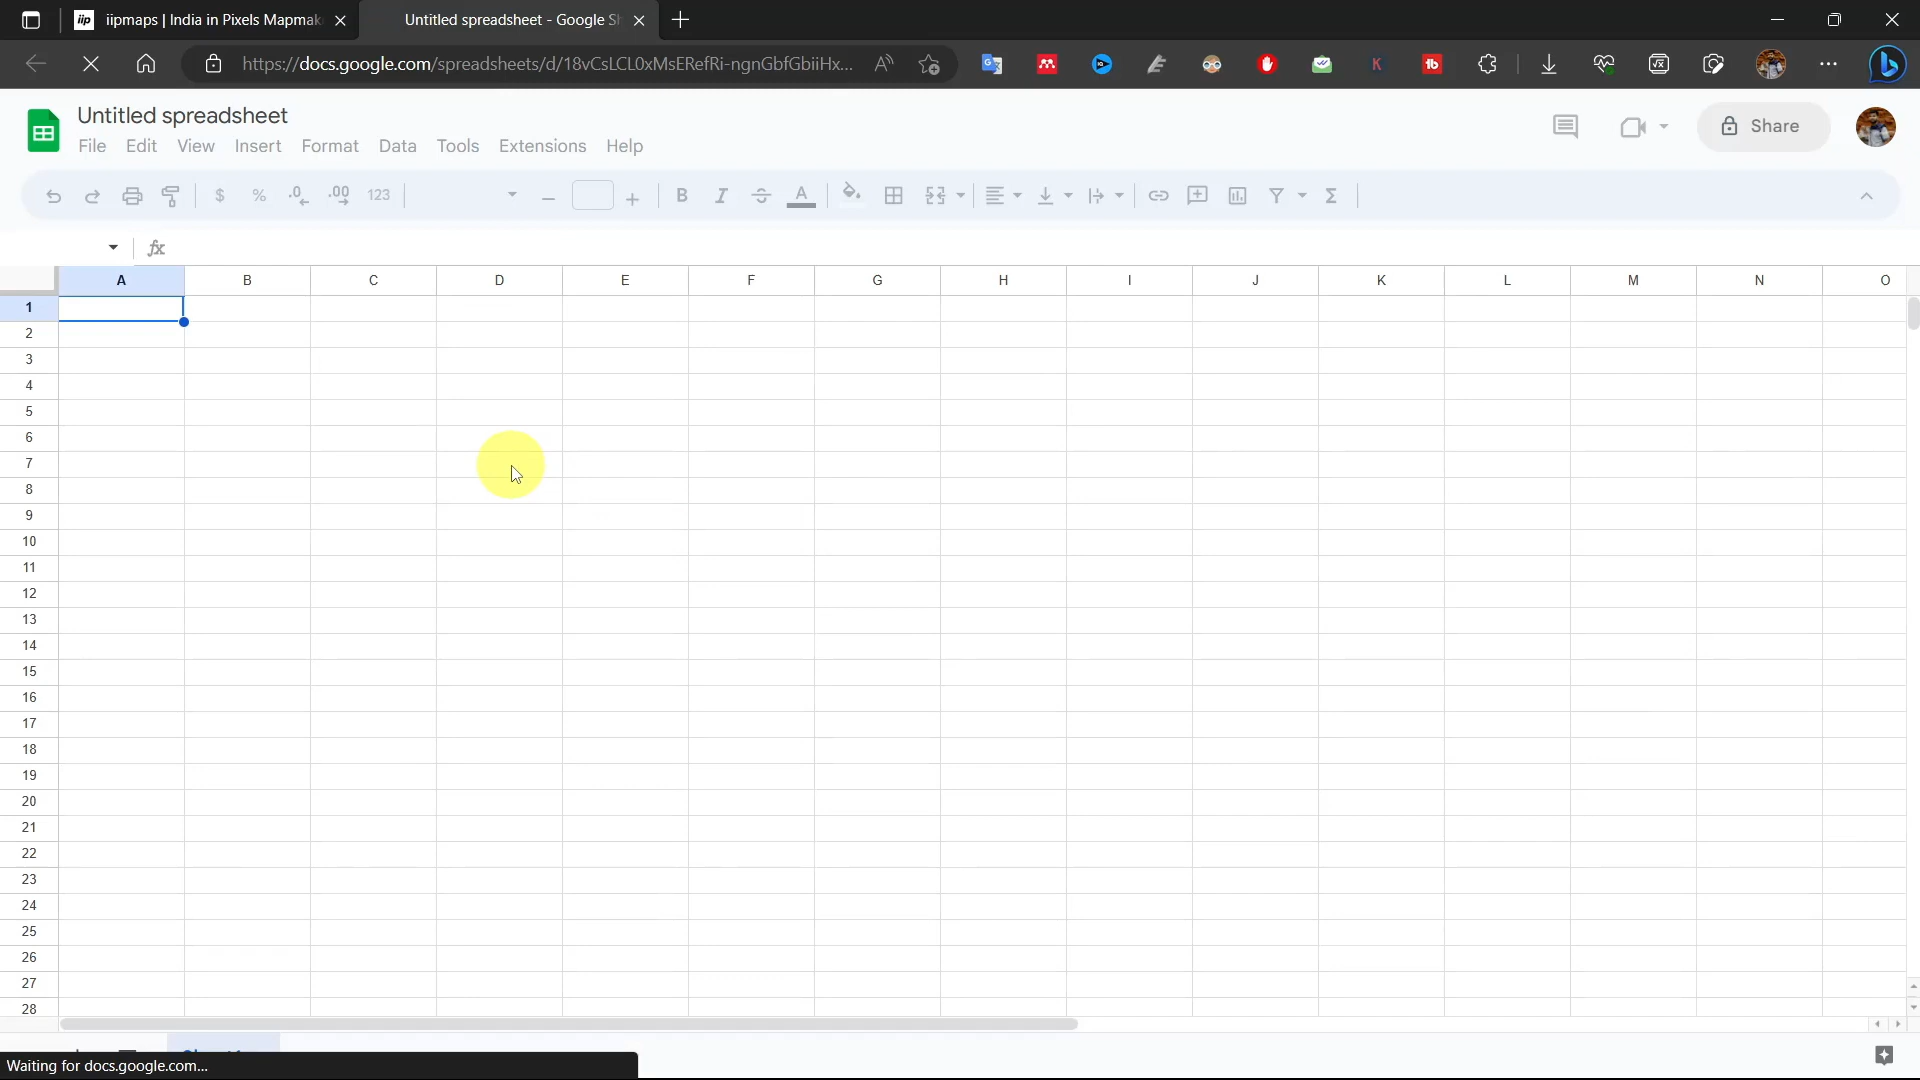 iip iipmaps | India in Pixels Mapmak
Untitled spreadsheet - Google Sh
https://docs.google.com/spreadsheets/d/18vCsLCL0xMsERefRi-ngnGbfGbiiHx...
Untitled spreadsheet
File Edit View Insert Format Data Tools Extensions Help
Share
$ % .0 .00 123 B I S A Σ
fx
A B C D E F G H I J K L M N O
1
2
3
4
5
6
7
8
9
10
11
12
13
14
15
16
17
18
19
20
21
22
23
24
25
26
27
28
Waiting for docs.google.com...